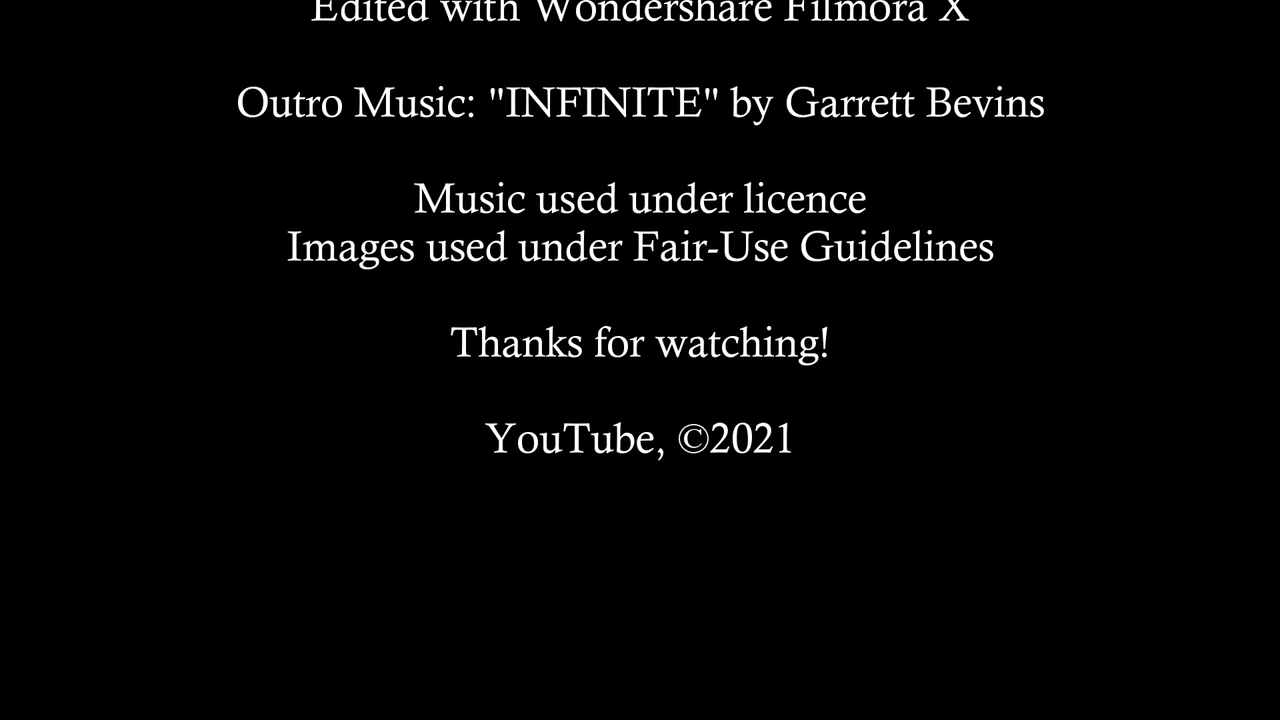 Edited with Wondershare Filmora X
Outro Music: "INFINITE" by Garrett Bevins
Music used under licence
Images used under Fair-Use Guidelines
Thanks for watching!
YouTube, ©2021